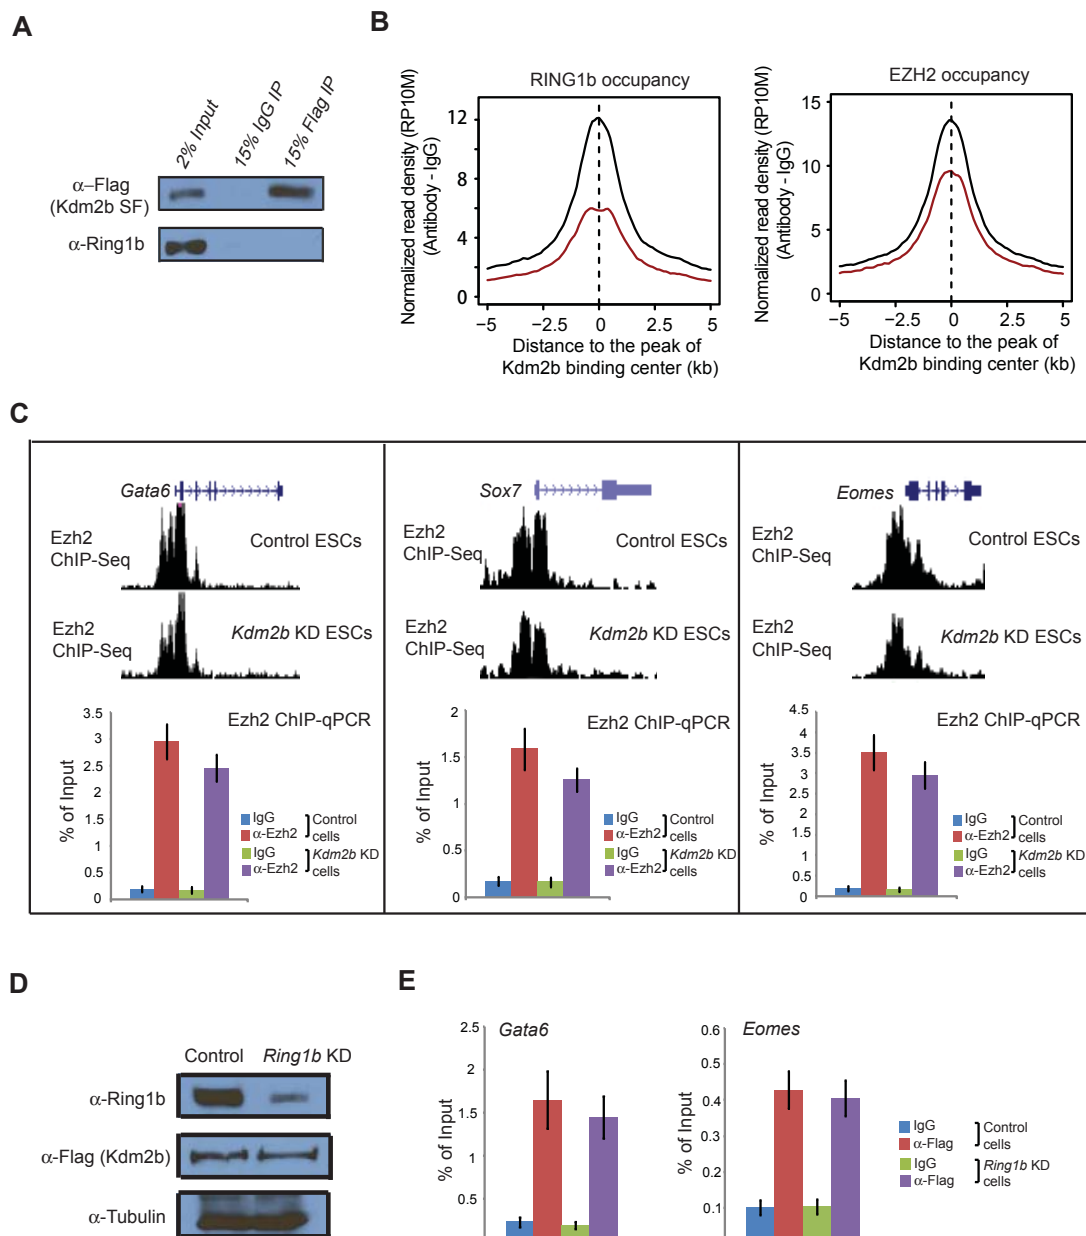 A
2% Input
15% IgG IP
15% Flag IP
α–Flag
(Kdm2b SF)
α-Ring1b
B
RING1b occupancy
Normalized read density (RP10M)
(Antibody - IgG)
12
8
4
0
−5
−2.5
0
2.5
5
Distance to the peak of
Kdm2b binding center (kb)
EZH2 occupancy
Normalized read density (RP10M)
(Antibody - IgG)
15
10
5
0
−5
−2.5
0
2.5
5
Distance to the peak of
Kdm2b binding center (kb)
C
Gata6
Ezh2
ChIP-Seq
Control ESCs
Ezh2
ChIP-Seq
Kdm2b KD ESCs
Ezh2 ChIP-qPCR
% of Input
3.5
3
2.5
2
1.5
1
0.5
0
IgG
α-Ezh2
Control
cells
IgG
α-Ezh2
Kdm2b KD
cells
Sox7
Ezh2
ChIP-Seq
Control ESCs
Ezh2
ChIP-Seq
Kdm2b KD ESCs
Ezh2 ChIP-qPCR
% of Input
2
1.5
1
0.5
0
IgG
α-Ezh2
Control
cells
IgG
α-Ezh2
Kdm2b KD
cells
Eomes
Ezh2
ChIP-Seq
Control ESCs
Ezh2
ChIP-Seq
Kdm2b KD ESCs
Ezh2 ChIP-qPCR
% of Input
4.5
4
3.5
3
2.5
2
1.5
1
0.5
0
IgG
α-Ezh2
Control
cells
IgG
α-Ezh2
Kdm2b KD
cells
D
Control
Ring1b KD
α-Ring1b
α-Flag (Kdm2b)
α-Tubulin
E
Gata6
% of Input
2.5
2
1.5
1
0.5
Eomes
% of Input
0.6
0.5
0.4
0.3
0.2
0.1
IgG
α-Flag
Control
cells
IgG
α-Flag
Ring1b KD
cells